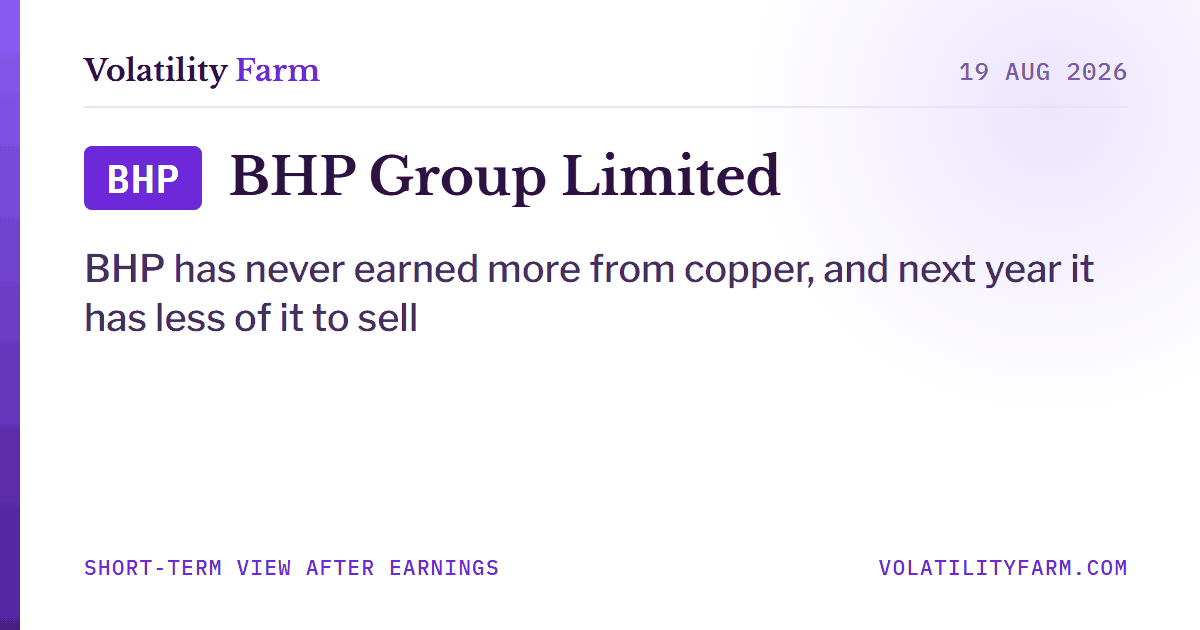 Volatility Farm
19 AUG 2026
BHP
BHP Group Limited
BHP has never earned more from copper, and next year it
has less of it to sell
SHORT-TERM VIEW AFTER EARNINGS
VOLATILITYFARM.COM